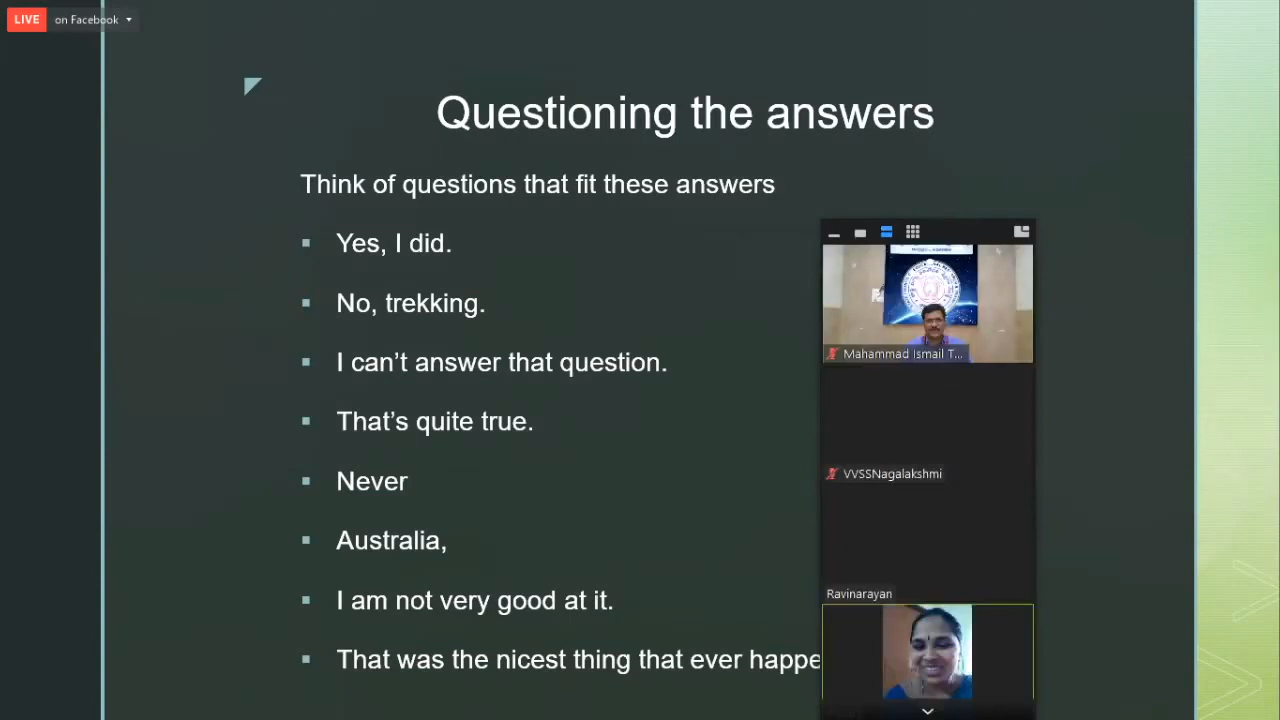 LIVE on Facebook
Questioning the answers
Think of questions that fit these answers
Yes, I did.
No, trekking.
I can’t answer that question.
That’s quite true.
Never
Australia,
I am not very good at it.
That was the nicest thing that ever happe
Mahammad Ismail T...
VVSSNagalakshmi
Ravinarayan